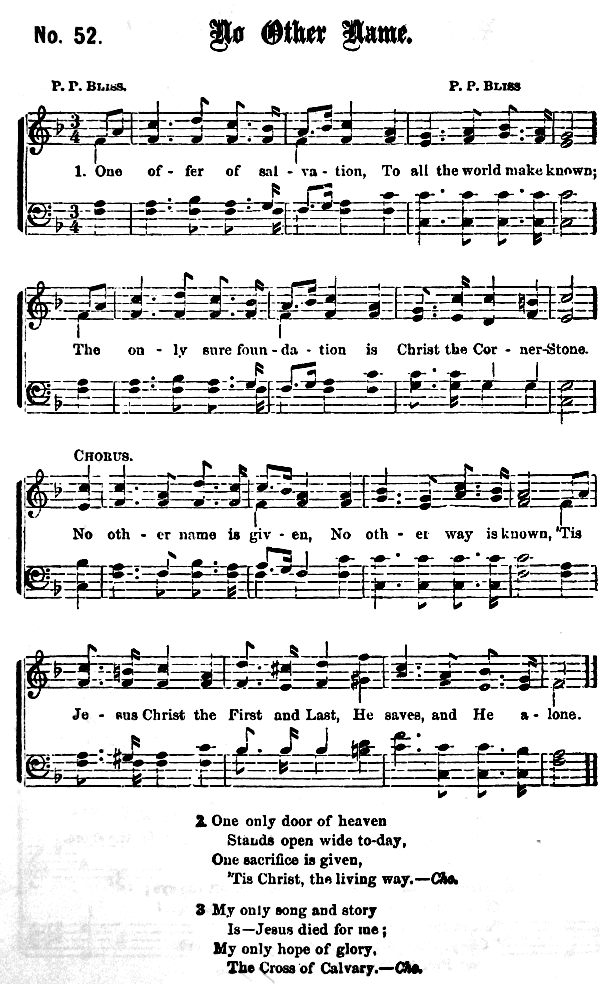 No. 52. No Other Name.
P. P. BLISS. P. P. BLISS
1. One of - fer of sal - va - tion, To all the world make known;
The on - ly sure foun - da - tion is Christ the Cor - ner-Stone.
CHORUS.
No oth - er name is giv - en, No oth - er way is known, 'Tis
Je - sus Christ the First and Last, He saves, and He a - lone.
2 One only door of heaven
Stands open wide to-day,
One sacrifice is given,
'Tis Christ, the living way.—Cho.
3 My only song and story
Is—Jesus died for me;
My only hope of glory,
The Cross of Calvary.—Cho.